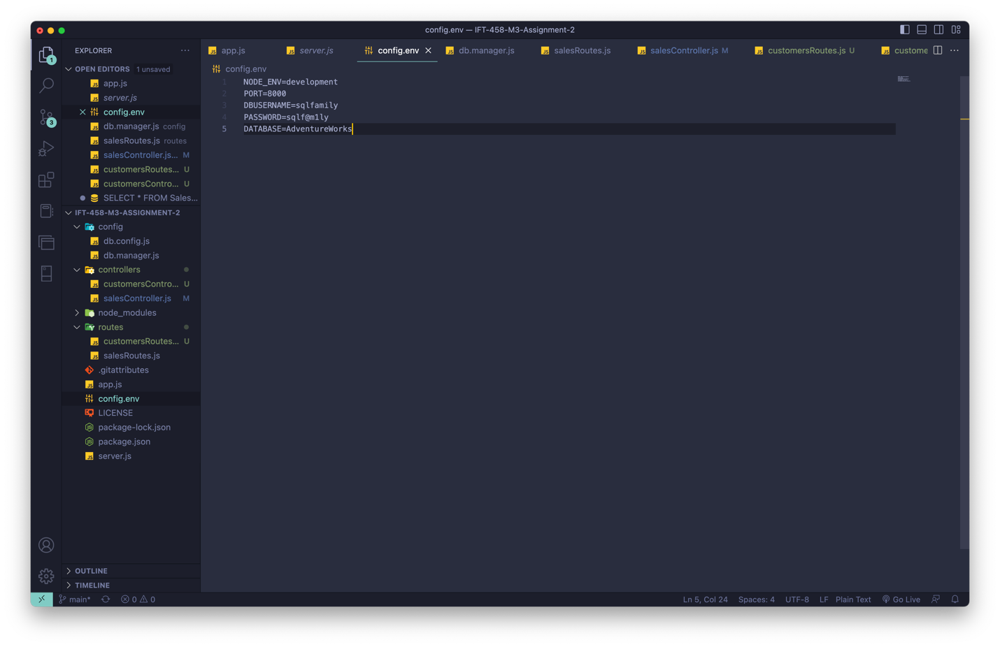 config.env — IFT-458-M3-Assignment-2
EXPLORER
app.js
server.js
config.env
db.manager.js
salesRoutes.js
salesController.js M
customersRoutes.js U
custome
OPEN EDITORS 1 unsaved
app.js
server.js
config.env
db.manager.js config
salesRoutes.js routes
salesController.js... M
customersRoutes... U
customersContro... U
SELECT * FROM Sales...
IFT-458-M3-ASSIGNMENT-2
config
db.config.js
db.manager.js
controllers
customersContro... U
salesController.js M
node_modules
routes
customersRoutes... U
salesRoutes.js
.gitattributes
app.js
config.env
LICENSE
package-lock.json
package.json
server.js
OUTLINE
TIMELINE
1
3
config.env
1 NODE_ENV=development
2 PORT=8000
3 DBUSERNAME=sqlfamily
4 PASSWORD=sqlf@m1ly
5 DATABASE=AdventureWorks
main* 0 0
Ln 5, Col 24 Spaces: 4 UTF-8 LF Plain Text Go Live